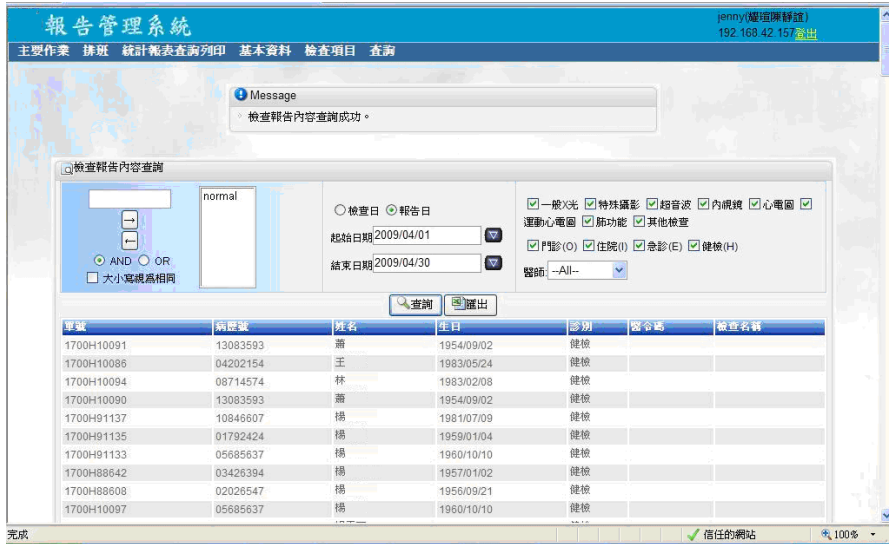 報告管理系統
jenny(媛瑄陳靜誼)
192.168.42.157登出
主要作業 排班 統計報表查詢列印 基本資料 檢查項目 查詢
Message
檢查報告內容查詢成功。
檢查報告內容查詢
normal
→
←
AND OR
大小寫視為相同
檢查日 報告日
起始日期 2009/04/01
結束日期 2009/04/30
一般X光 特殊攝影 超音波 內視鏡 心電圖
運動心電圖 肺功能 其他檢查
門診(O) 住院(I) 急診(E) 健檢(H)
醫師: --All--
查詢 匯出
單號 病歷號 姓名 生日 診別 醫令碼 檢查名稱
1700H10091 13083593 蕭 1954/09/02 健檢
1700H10086 04202154 王 1983/05/24 健檢
1700H10094 08714574 林 1983/02/08 健檢
1700H10090 13083593 蕭 1954/09/02 健檢
1700H91137 10846607 楊 1981/07/09 健檢
1700H91135 01792424 楊 1959/01/04 健檢
1700H91133 05685637 楊 1960/10/10 健檢
1700H88642 03426394 楊 1957/01/02 健檢
1700H88608 02026547 楊 1956/09/21 健檢
1700H10097 05685637 楊 1960/10/10 健檢
完成 信任的網站 100%